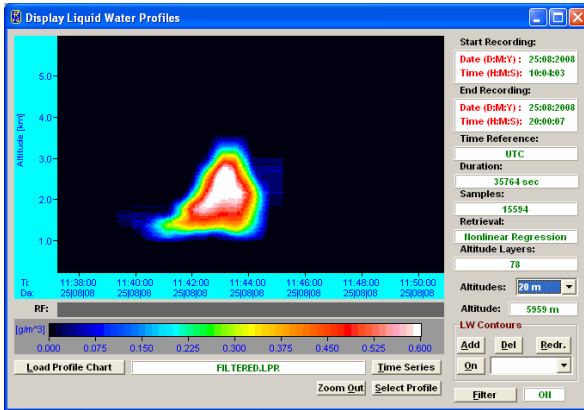 Display Liquid Water Profiles
Start Recording:
Date (D:M:Y) : 25:08:2008
Time (H:M:S): 10:04:03
End Recording:
Date (D:M:Y) : 25:08:2008
Time (H:M:S): 20:00:07
Time Reference:
UTC
Duration:
35764 sec
Samples:
15594
Retrieval:
Nonlinear Regression
Altitude Layers:
78
Altitudes: 20 m
Altitude: 5959 m
LW Contours
Add Del Redr.
On
Filter ON
Altitude [km]
5.0
4.0
3.0
2.0
1.0
Ti: 11:38:00 11:40:00 11:42:00 11:44:00 11:46:00 11:48:00 11:50:00
Da: 25|08|08 25|08|08 25|08|08 25|08|08 25|08|08 25|08|08 25|08|08
RF:
[g/m^3]
0.000 0.075 0.150 0.225 0.300 0.375 0.450 0.525 0.600
Load Profile Chart FILTERED.LPR Time Series
Zoom Out Select Profile